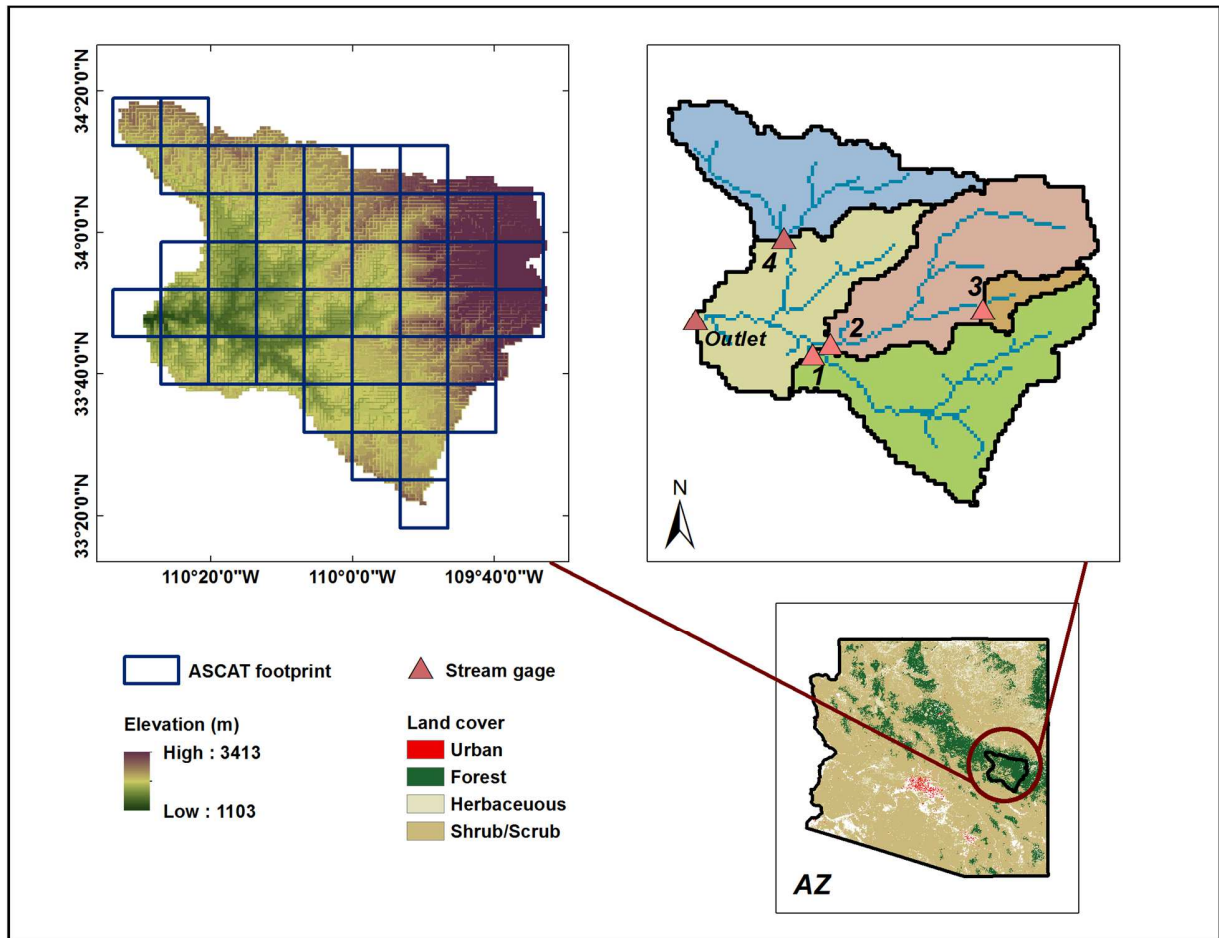 34°20'0"N
34°0'0"N
33°40'0"N
33°20'0"N
110°20'0"W
110°0'0"W
109°40'0"W
4
3
2
Outlet
1
N
ASCAT footprint
Stream gage
Elevation (m)
High : 3413
Low : 1103
Land cover
Urban
Forest
Herbaceuous
Shrub/Scrub
AZ